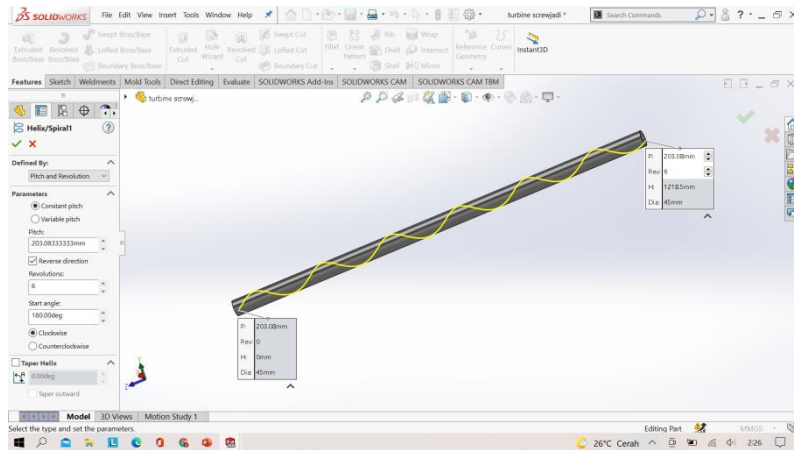 SOLIDWORKS File Edit View Insert Tools Window Help turbine screwjadi * Search Commands
Extruded Boss/Base Revolved Boss/Base Swept Boss/Base Lofted Boss/Base Boundary Boss/Base Extruded Cut Hole Wizard Revolved Cut Swept Cut Lofted Cut Boundary Cut Fillet Linear Pattern Rib Draft Shell Wrap Intersect Mirror Reference Geometry Curves Instant3D
Features Sketch Weldments Mold Tools Direct Editing Evaluate SOLIDWORKS Add-Ins SOLIDWORKS CAM SOLIDWORKS CAM TBM
turbine screwj...
Helix/Spiral1
Defined By:
Pitch and Revolution
Parameters
Constant pitch
Variable pitch
Pitch:
203.08333333mm
Reverse direction
Revolutions:
6
Start angle:
180.00deg
Clockwise
Counterclockwise
Taper Helix
0.00deg
Taper outward
P: 203.08mm
Rev: 6
H: 1218.5mm
Dia: 45mm
P: 203.08mm
Rev: 0
H: 0mm
Dia: 45mm
Y
Z
Model 3D Views Motion Study 1
Select the type and set the parameters. Editing Part MMGS
26°C Cerah 2:26